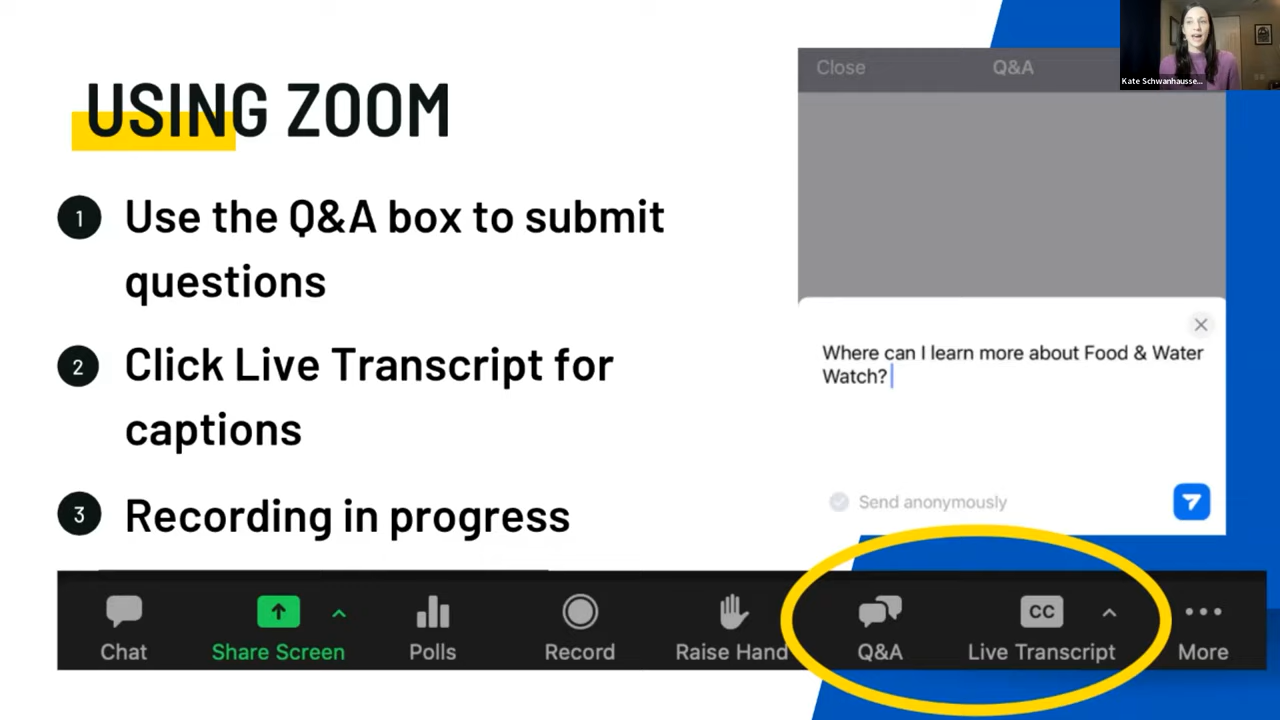 USING ZOOM
1 Use the Q&A box to submit
questions
2 Click Live Transcript for
captions
3 Recording in progress
Close Q&A
Kate Schwanhausse...
Where can I learn more about Food & Water
Watch?
Send anonymously
Chat Share Screen Polls Record Raise Hand Q&A CC Live Transcript More